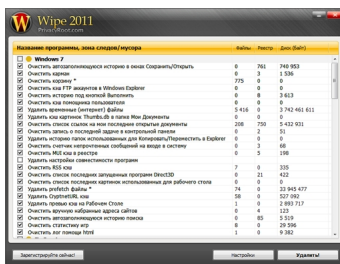 Wipe 2011
PrivacyRoot.com
Название программы, зона следов/мусора Файлы Реестр Диск (байт)
Windows 7
Очистить автозаполняющуюся историю в окнах Сохранить/Открыть 0 761 740 953
Очистить карман 0 3 1 536
Очистить корзину * 775 0 0
Очистить кэш FTP аккаунтов в Windows Explorer 0 0 0
Очистить историю под кнопкой Выполнить 0 8 3 613
Очистить кэш помощника пользователя 0 0 0
Удалить временные (интернет) файлы 5 416 0 3 742 461 611
Удалить кэш картинок Thumbs.db в папке Мои Документы 0 0 0
Очистить список ссылок на мои последние открытые документы 208 750 5 432 931
Очистить запись о последней задаче в контрольной панели 0 2 51
Удалить историю папок использованных для Копировать/Переместить в Explorer 0 0 0
Очистить счетчик непрочтенных сообщений на входе в систему 0 3 68
Очистить MUI кэш в реестре 0 5 198
Удалить настройки совместимости программ
Очистить RSS кэш 7 0 335
Очистить список последних запущенных программ Direct3D 0 21 422
Очистить список последних картинок использованных для рабочего стола 0 0 0
Удалить prefetch файлы * 74 0 33 945 477
Удалить CryptnetURL кэш 58 0 527 092
Удалить превью кэш на Рабочем Столе 1 0 2 893 717
Удалить вручную набранные адреса сайтов 0 4 123
Очистить автозаполняющуюся историю поиска 0 85 5 519
Очистить статистику игр 8 0 29 596
Очистить лог помощи html 1 0 9 382
Зарегистрируйте сейчас! Настройки Удалить!